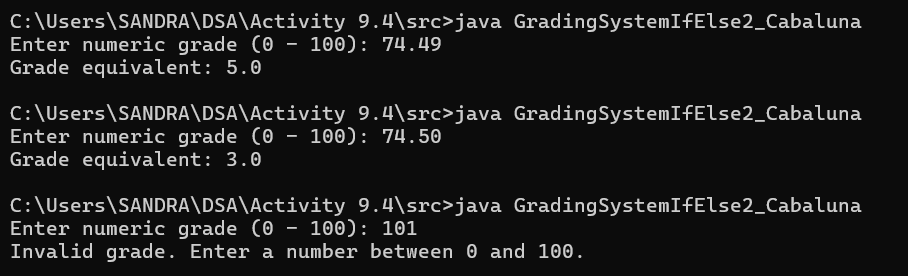 C:\Users\SANDRA\DSA\Activity 9.4\src>java GradingSystemIfElse2_Cabaluna
Enter numeric grade (0 - 100): 74.49
Grade equivalent: 5.0
C:\Users\SANDRA\DSA\Activity 9.4\src>java GradingSystemIfElse2_Cabaluna
Enter numeric grade (0 - 100): 74.50
Grade equivalent: 3.0
C:\Users\SANDRA\DSA\Activity 9.4\src>java GradingSystemIfElse2_Cabaluna
Enter numeric grade (0 - 100): 101
Invalid grade. Enter a number between 0 and 100.